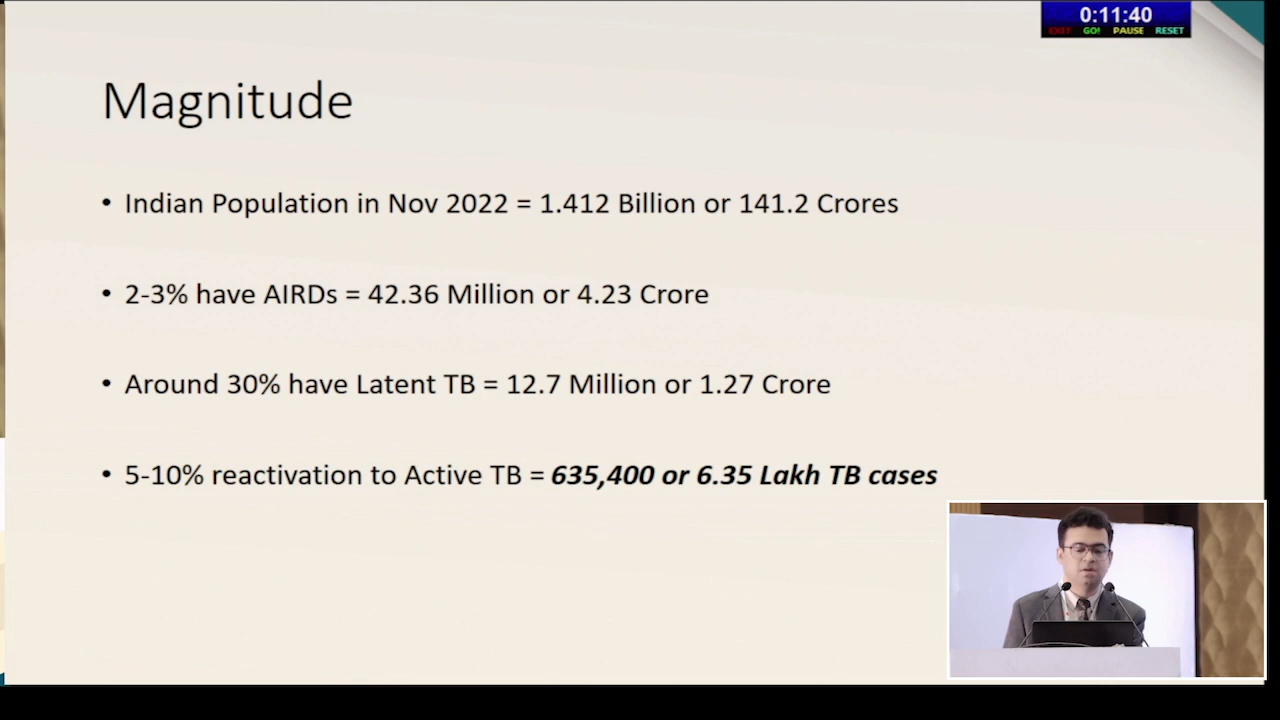 0:11:40
EXIT GO! PAUSE RESET
Magnitude
• Indian Population in Nov 2022 = 1.412 Billion or 141.2 Crores
• 2-3% have AIRDs = 42.36 Million or 4.23 Crore
• Around 30% have Latent TB = 12.7 Million or 1.27 Crore
• 5-10% reactivation to Active TB = 635,400 or 6.35 Lakh TB cases